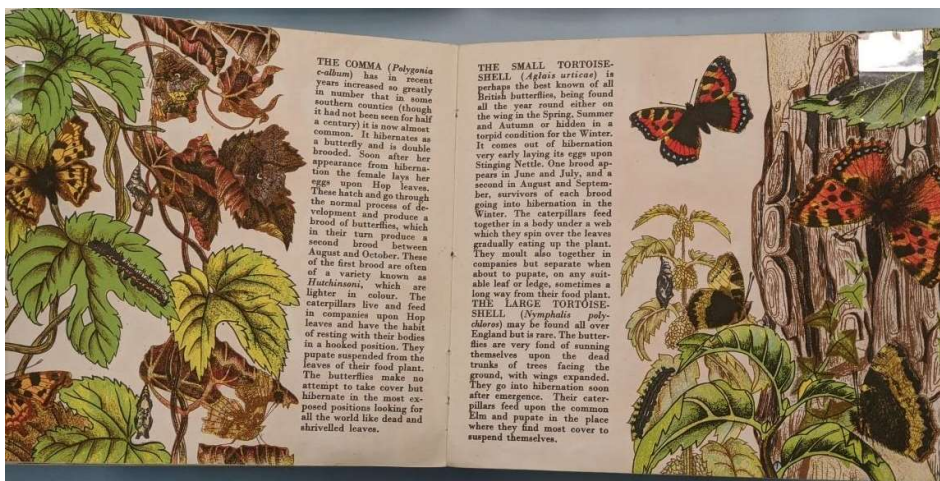 THE COMMA (Polygonia
c-album) has in recent
years increased so greatly
in number that in some
southern counties (though
it had not been seen for half
a century) it is now almost
common. It hibernates as
a butterfly and is double
brooded. Soon after her
appearance from hiberna-
tion the female lays her
eggs upon Hop leaves.
These hatch and go through
the normal process of de-
velopment and produce a
brood of butterflies, which
in their turn produce a
second brood between
August and October. These
of the first brood are often
of a variety known as
Hutchinsoni, which are
lighter in colour. The
caterpillars live and feed
in companies upon Hop
leaves and have the habit
of resting with their bodies
in a hooked position. They
pupate suspended from the
leaves of their food plant.
The butterflies make no
attempt to take cover but
hibernate in the most ex-
posed positions looking for
all the world like dead and
shrivelled leaves.
THE SMALL TORTOISE-
SHELL (Aglais urticae) is
perhaps the best known of all
British butterflies, being found
all the year round either on
the wing in the Spring, Summer
and Autumn or hidden in a
torpid condition for the Winter.
It comes out of hibernation
very early laying its eggs upon
Stinging Nettle. One brood ap-
pears in June and July, and a
second in August and Septem-
ber, survivors of each brood
going into hibernation in the
Winter. The caterpillars feed
together in a body under a web
which they spin over the leaves
gradually eating up the plant.
They moult also together in
companies but separate when
about to pupate, on any suit-
able leaf or ledge, sometimes a
long way from their food plant.
THE LARGE TORTOISE-
SHELL (Nymphalis poly-
chloros) may be found all over
England but is rare. The butter-
flies are very fond of sunning
themselves upon the dead
trunks of trees facing the
ground, with wings expanded.
They go into hibernation soon
after emergence. Their cater-
pillars feed upon the common
Elm and pupate in the place
where they find most cover to
suspend themselves.